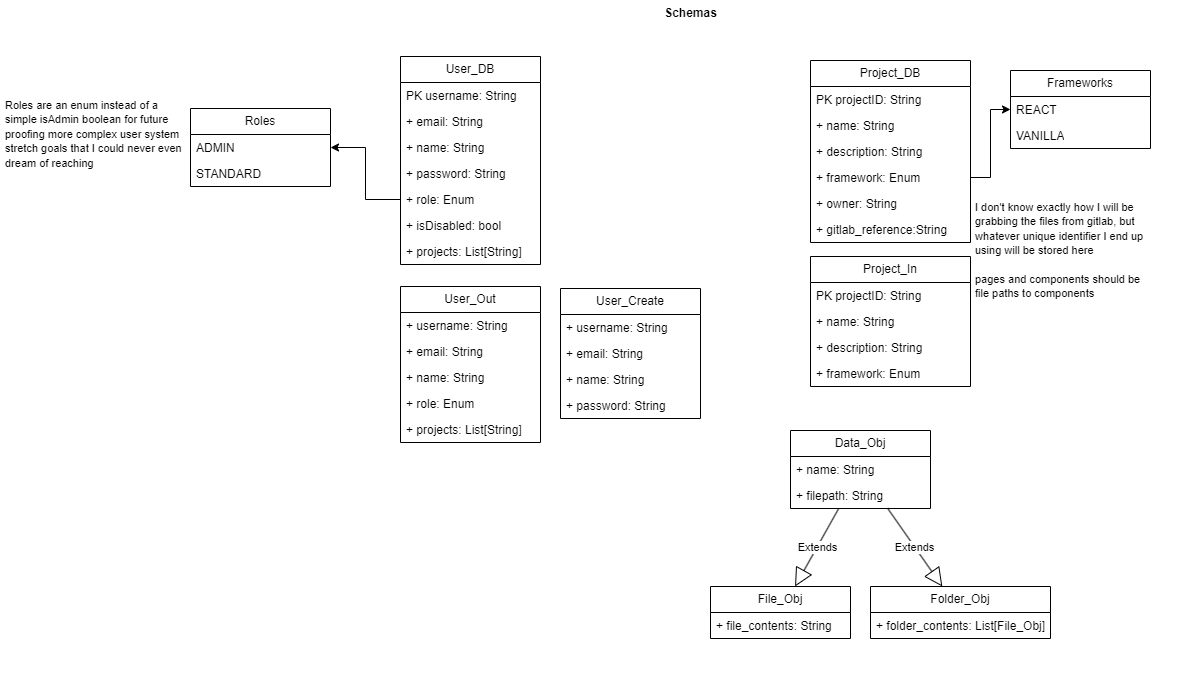 Schemas
Roles are an enum instead of a
simple isAdmin boolean for future
proofing more complex user system
stretch goals that I could never even
dream of reaching
Roles
ADMIN
STANDARD
User_DB
PK username: String
+ email: String
+ name: String
+ password: String
+ role: Enum
+ isDisabled: bool
+ projects: List[String]
User_Out
+ username: String
+ email: String
+ name: String
+ role: Enum
+ projects: List[String]
User_Create
+ username: String
+ email: String
+ name: String
+ password: String
Project_DB
PK projectID: String
+ name: String
+ description: String
+ framework: Enum
+ owner: String
+ gitlab_reference:String
Frameworks
REACT
VANILLA
I don't know exactly how I will be
grabbing the files from gitlab, but
whatever unique identifier I end up
using will be stored here
pages and components should be
file paths to components
Project_In
PK projectID: String
+ name: String
+ description: String
+ framework: Enum
Data_Obj
+ name: String
+ filepath: String
Extends
Extends
File_Obj
+ file_contents: String
Folder_Obj
+ folder_contents: List[File_Obj]